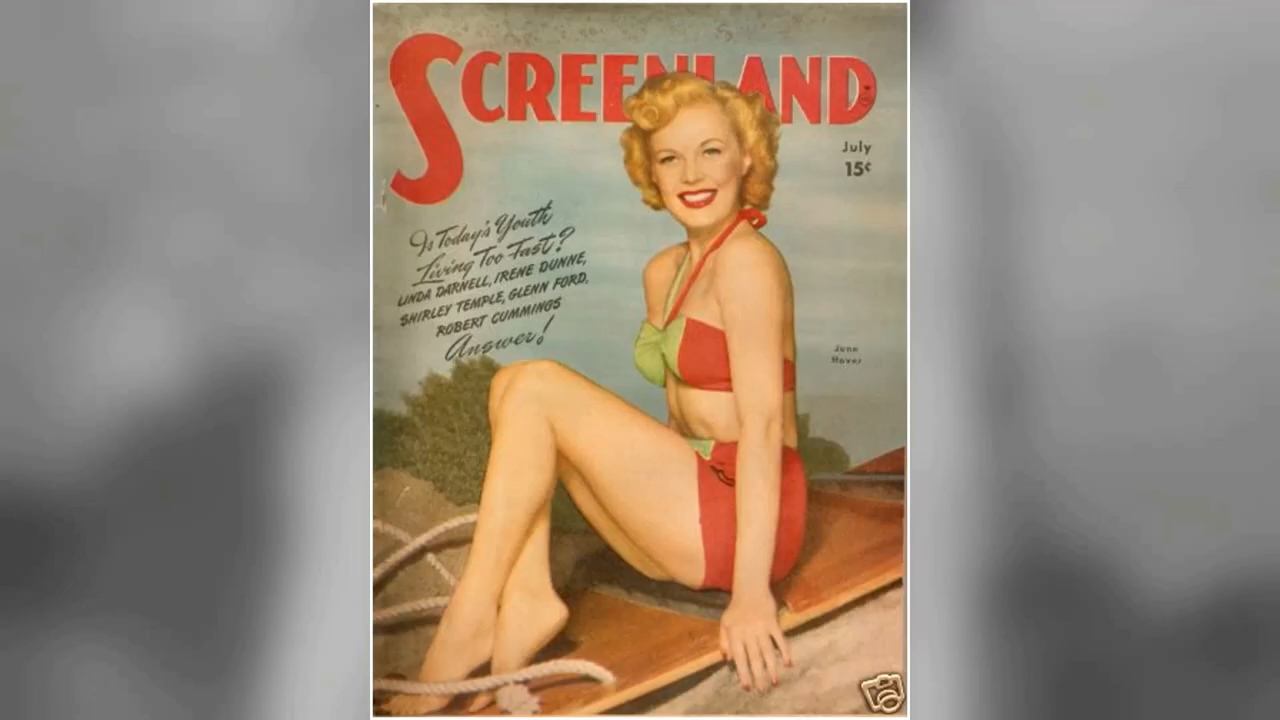 SCREENLAND
July
15¢
Is Today's Youth
Living Too Fast?
LINDA DARNELL, IRENE DUNNE,
SHIRLEY TEMPLE, GLENN FORD,
ROBERT CUMMINGS
Answer!
June
Haver